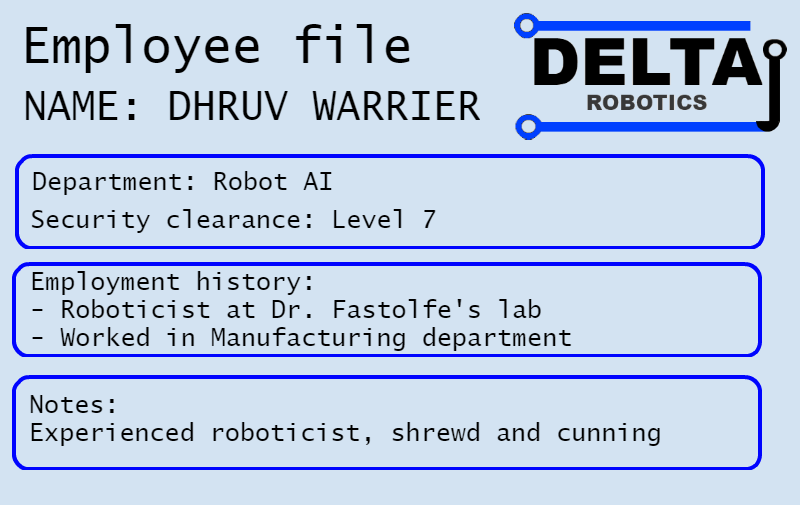 Employee file
NAME: DHRUV WARRIER
DELTA
ROBOTICS
Department: Robot AI
Security clearance: Level 7
Employment history:
- Roboticist at Dr. Fastolfe's lab
- Worked in Manufacturing department
Notes:
Experienced roboticist, shrewd and cunning